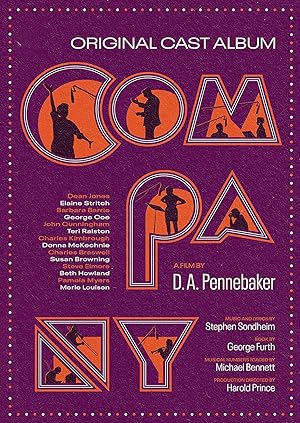 ORIGINAL CAST ALBUM
COM
PA
NY
Dean Jones
Elaine Stritch
Barbara Barrie
George Coe
John Cunningham
Teri Ralston
Charles Kimbrough
Donna McKechnie
Charles Braswell
Susan Browning
Steve Elmore
Beth Howland
Pamela Myers
Merle Louisen
A FILM BY
D. A. Pennebaker
MUSIC AND LYRICS BY
Stephen Sondheim
BOOK BY
George Furth
MUSICAL NUMBERS STAGED BY
Michael Bennett
PRODUCTION DIRECTED BY
Harold Prince